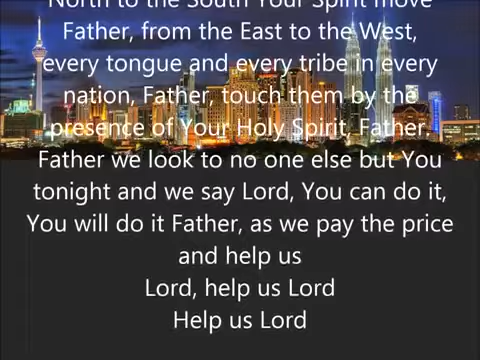 North to the South Your Spirit move
Father, from the East to the West,
every tongue and every tribe in every
nation, Father, touch them by the
presence of Your Holy Spirit, Father.
Father we look to no one else but You
tonight and we say Lord, You can do it,
You will do it Father, as we pay the price
and help us
Lord, help us Lord
Help us Lord